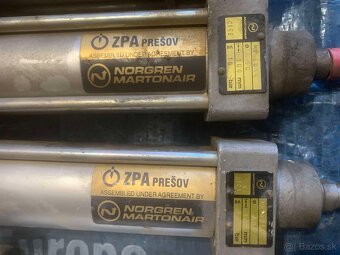 ZPA PREŠOV
ASSEMBLED UNDER AGREEMENT BY
NORGREN
MARTONAIR
ZPA PREŠOV
ASSEMBLED UNDER AGREEMENT BY
NORGREN
MARTONAIR
bazos.sk